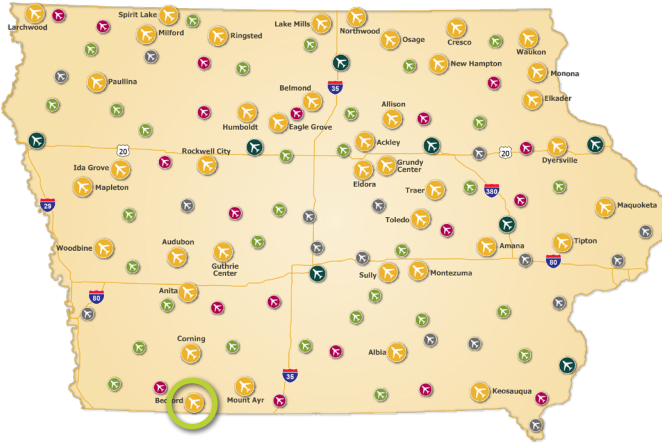 Spirit Lake
Larchwood
Milford
Ringsted
Lake Mills
Northwood
Osage
Cresco
Waukon
New Hampton
Monona
Paullina
Belmond
35
Elkader
Humboldt
Eagle Grove
Allison
20
Rockwell City
Ackley
20
Dyersville
Ida Grove
Mapleton
Eldora
Grundy
Center
Traer
380
29
Toledo
Maquoketa
Woodbine
Audubon
Guthrie
Center
Amana
Tipton
80
Sully
Montezuma
80
Anita
Corning
Albia
35
Bedford
Mount Ayr
Keosauqua